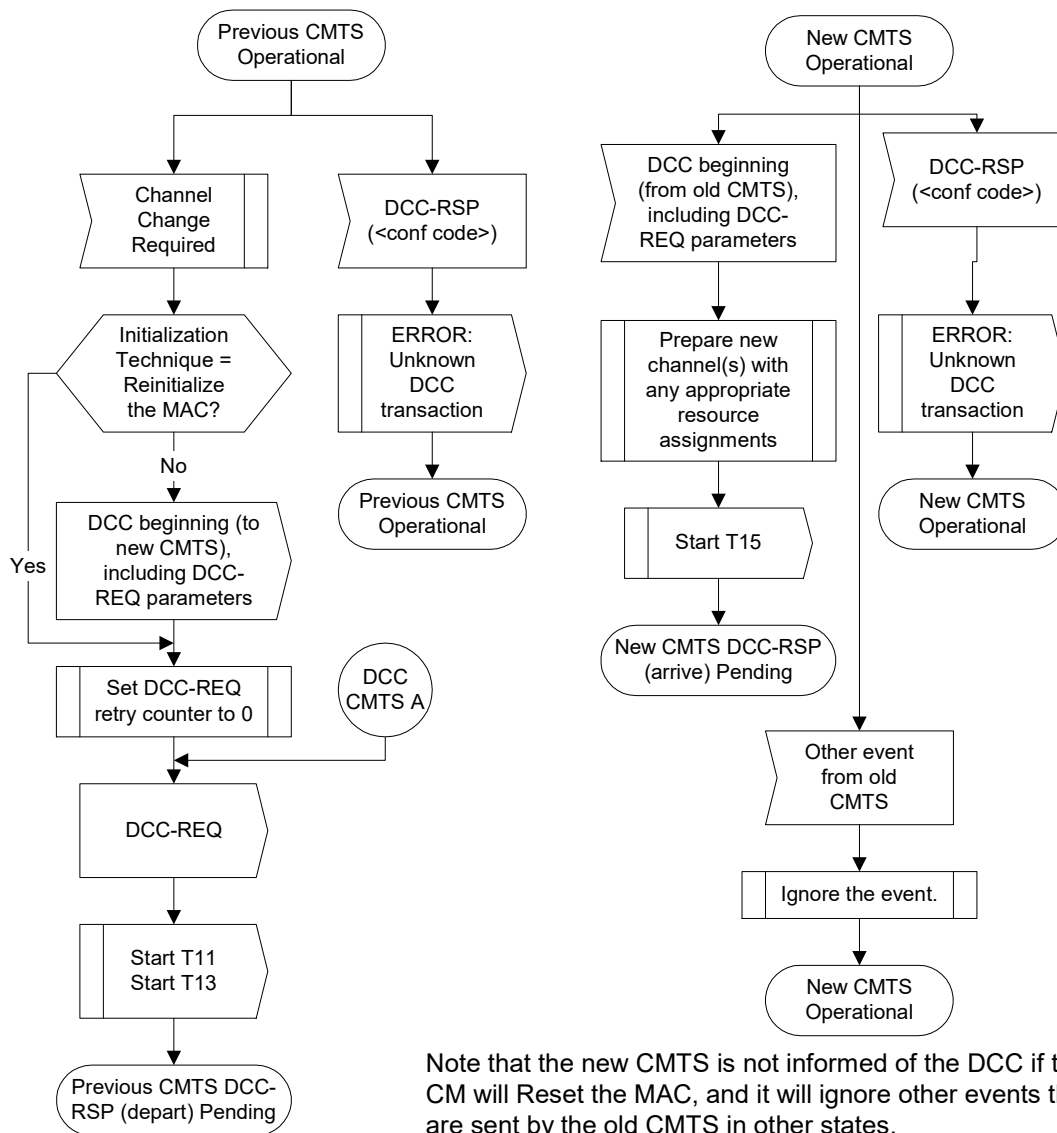 Previous CMTS
Operational
Channel
Change
Required
DCC-RSP
(<conf code>)
Initialization
Technique =
Reinitialize
the MAC?
ERROR:
Unknown
DCC
transaction
No
Previous CMTS
Operational
Yes
DCC beginning (to
new CMTS),
including DCC-
REQ parameters
Set DCC-REQ
retry counter to 0
DCC
CMTS A
DCC-REQ
Start T11
Start T13
Previous CMTS DCC-
RSP (depart) Pending
New CMTS
Operational
DCC beginning
(from old CMTS),
including DCC-
REQ parameters
DCC-RSP
(<conf code>)
Prepare new
channel(s) with
any appropriate
resource
assignments
ERROR:
Unknown
DCC
transaction
Start T15
New CMTS
Operational
New CMTS DCC-RSP
(arrive) Pending
Other event
from old
CMTS
Ignore the event.
New CMTS
Operational
Note that the new CMTS is not informed of the DCC if
CM will Reset the MAC, and it will ignore other events
are sent by the old CMTS in other states.